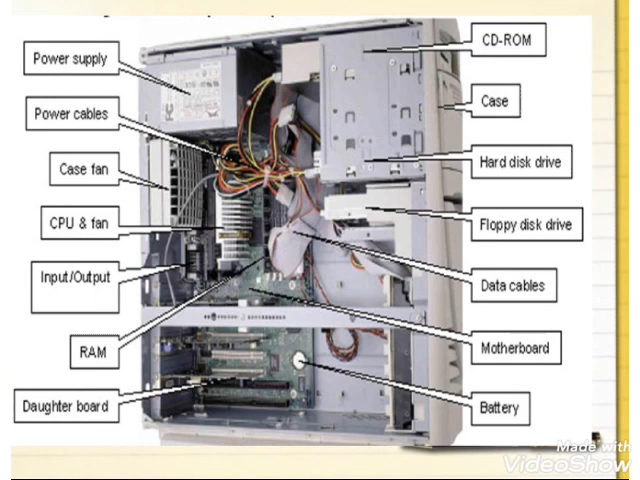 Power supply
Power cables
Case fan
CPU & fan
Input/Output
RAM
Daughter board
CD-ROM
Case
Hard disk drive
Floppy disk drive
Data cables
Motherboard
Battery
Made with
VideoShow